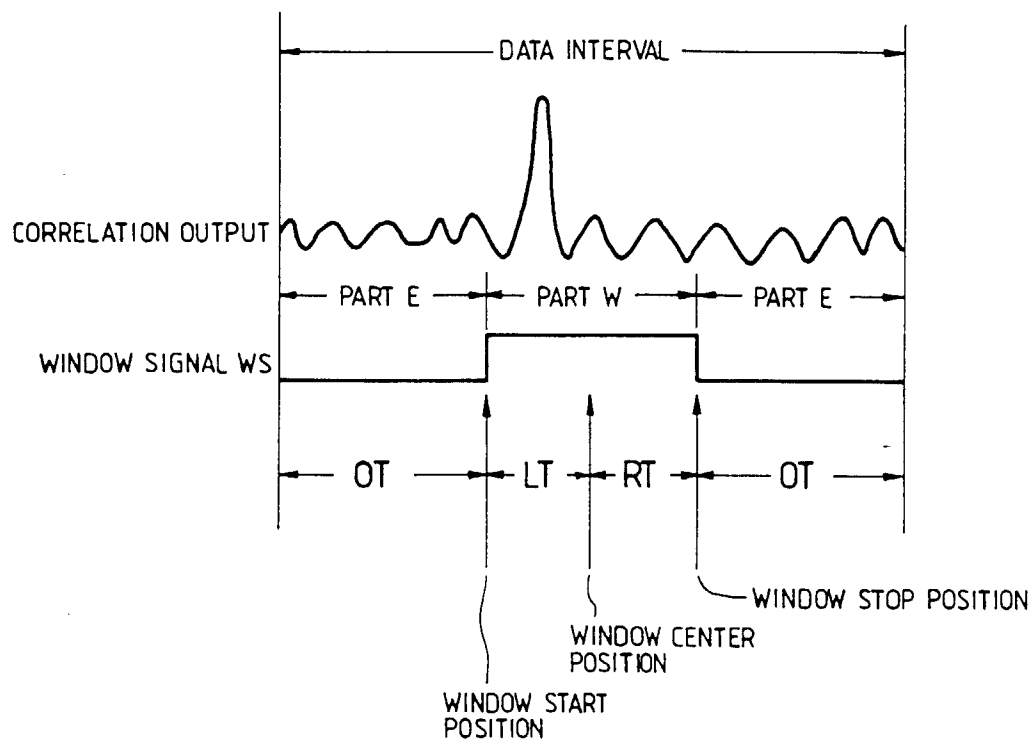 DATA INTERVAL
CORRELATION OUTPUT
PART E
PART W
PART E
WINDOW SIGNAL WS
OT
LT
RT
OT
WINDOW STOP POSITION
WINDOW CENTER
POSITION
WINDOW START
POSITION